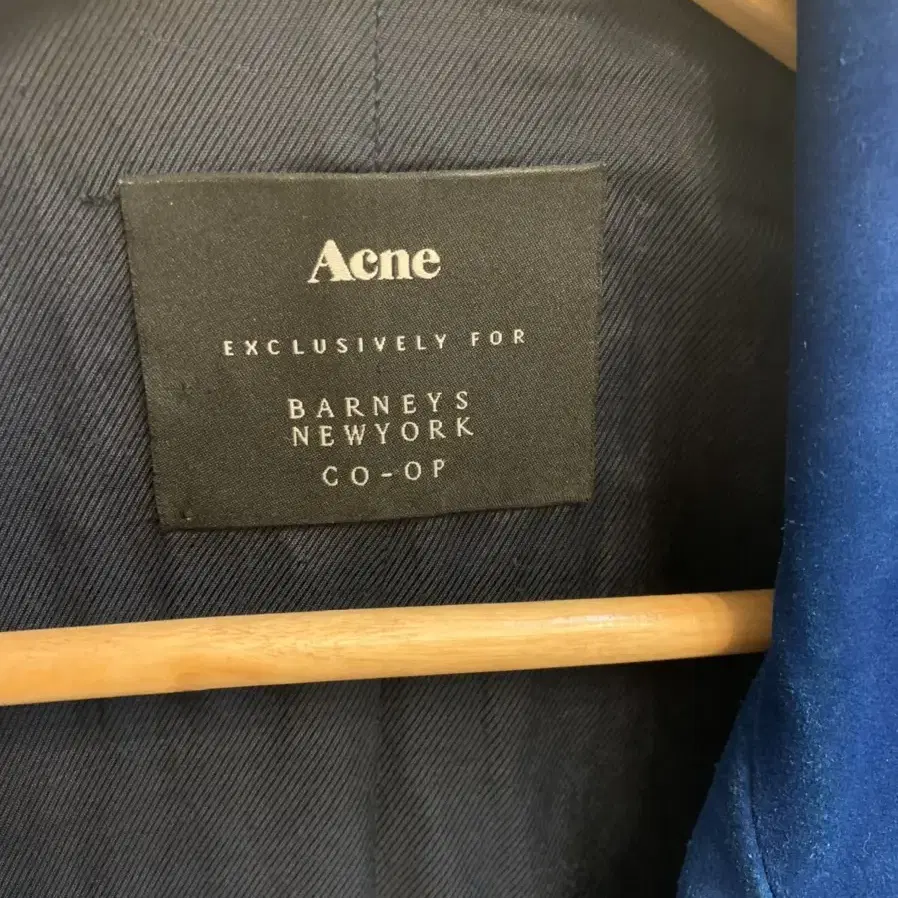 Acne
EXCLUSIVELY FOR
BARNEYS
NEWYORK
CO-OP